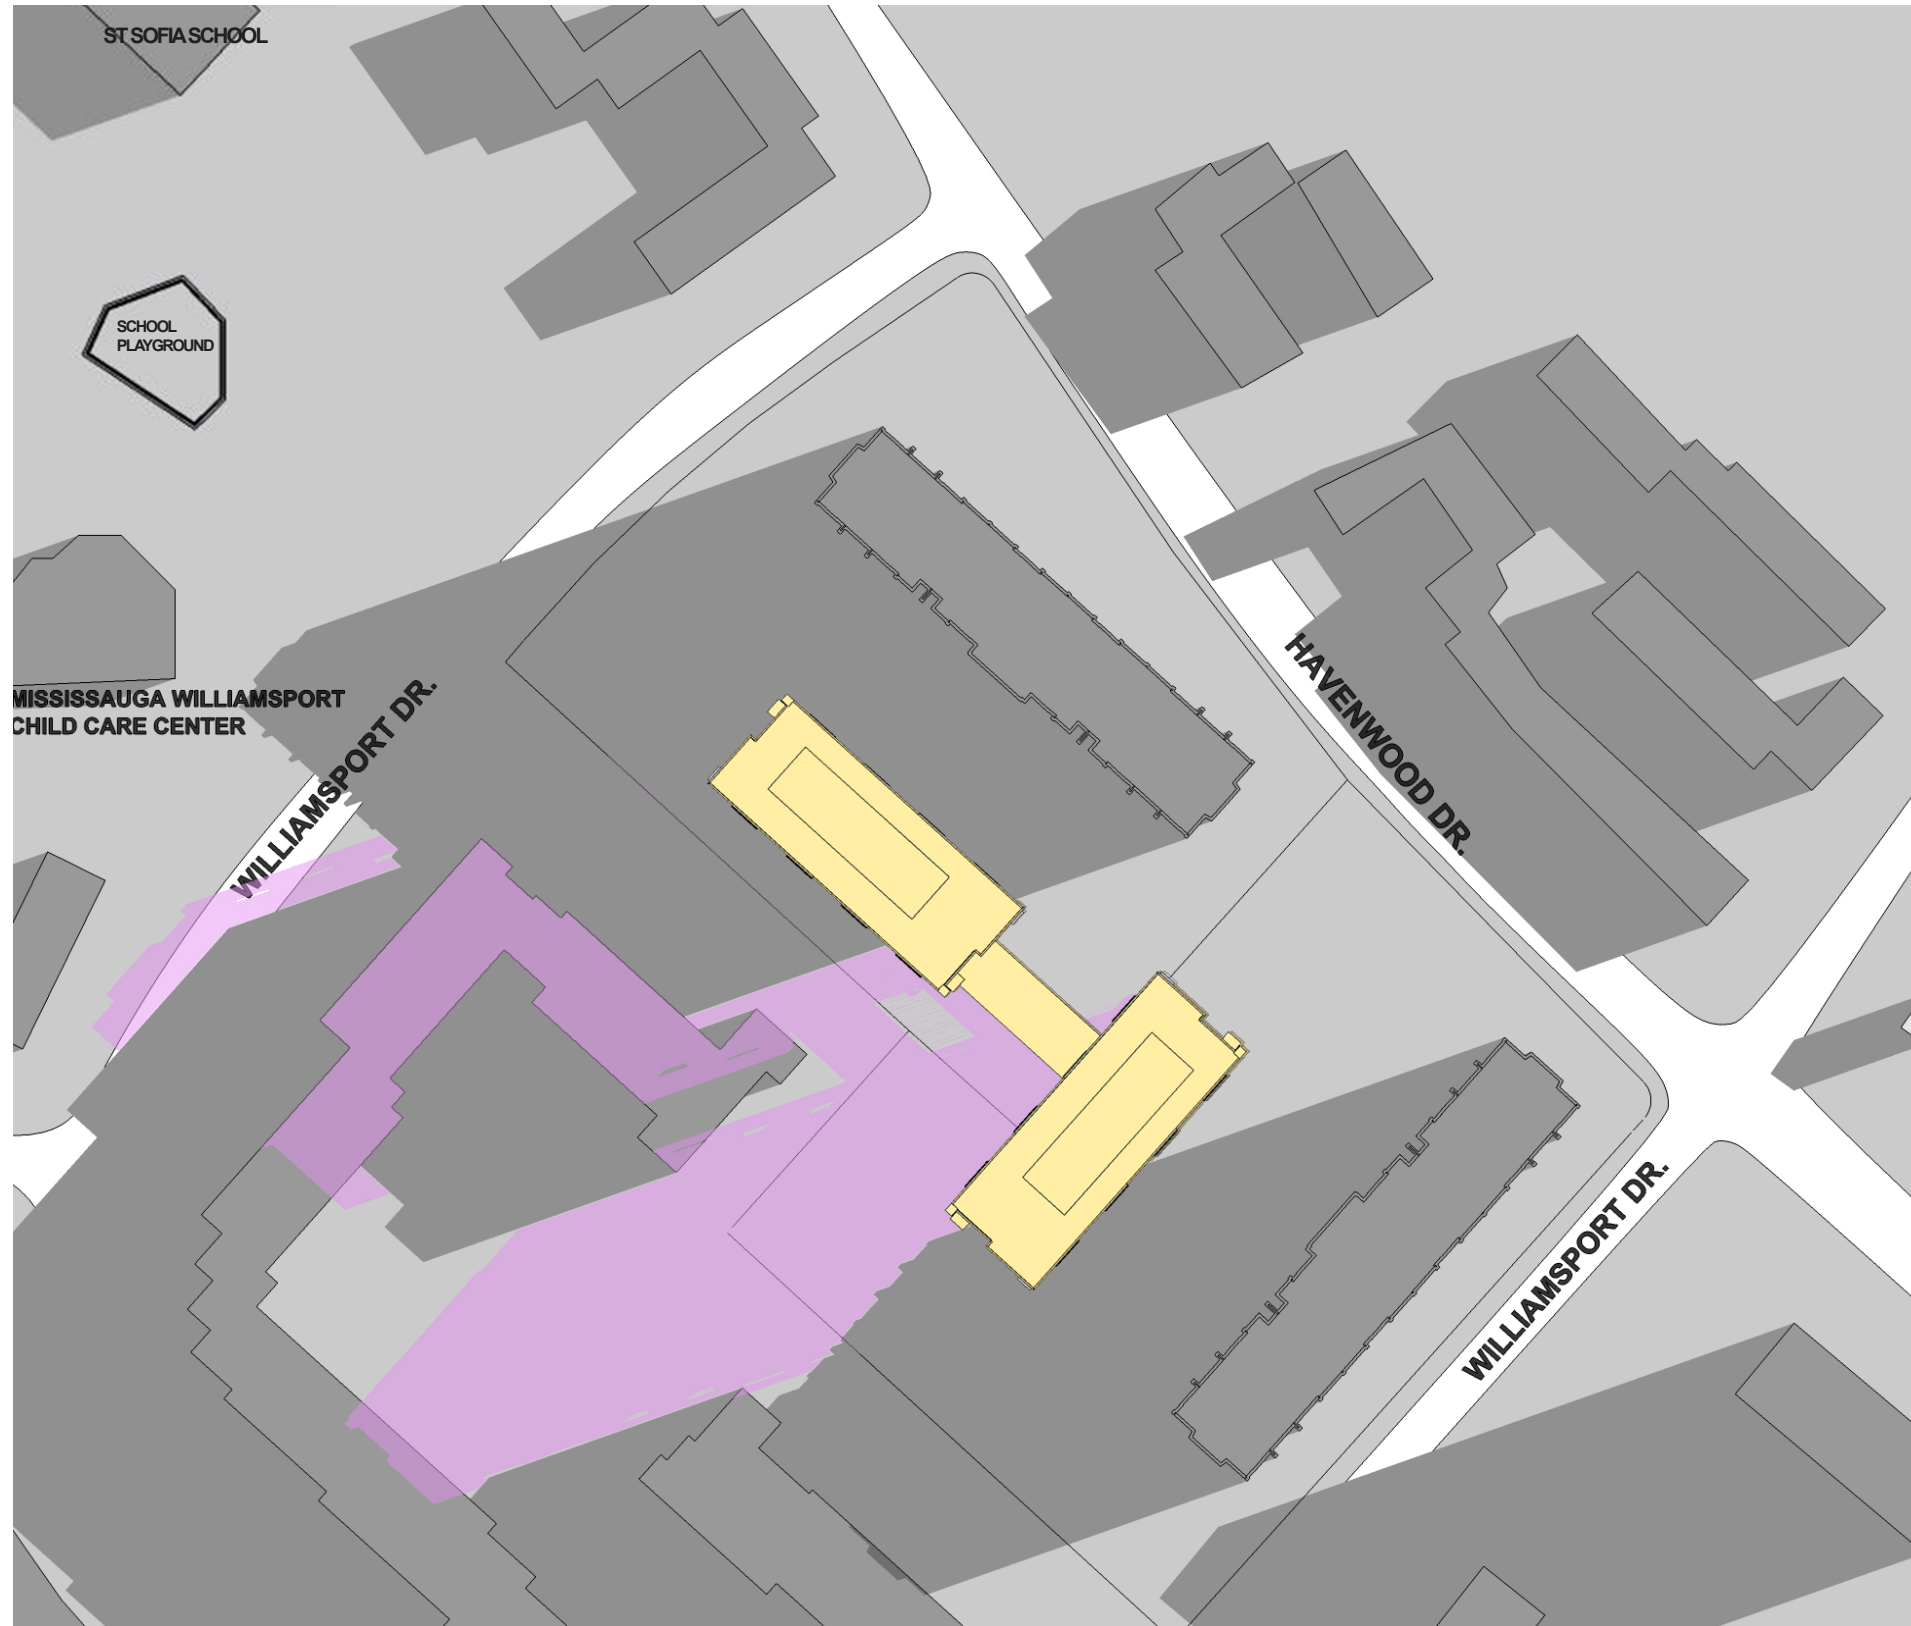 ST SOFIA SCHOOL
SCHOOL
PLAYGROUND
HAVENWOOD DR.
MISSISSAUGA WILLIAMSPORT
CHILD CARE CENTER
WILLIAMSPORT DR.
WILLIAMSPORT DR.